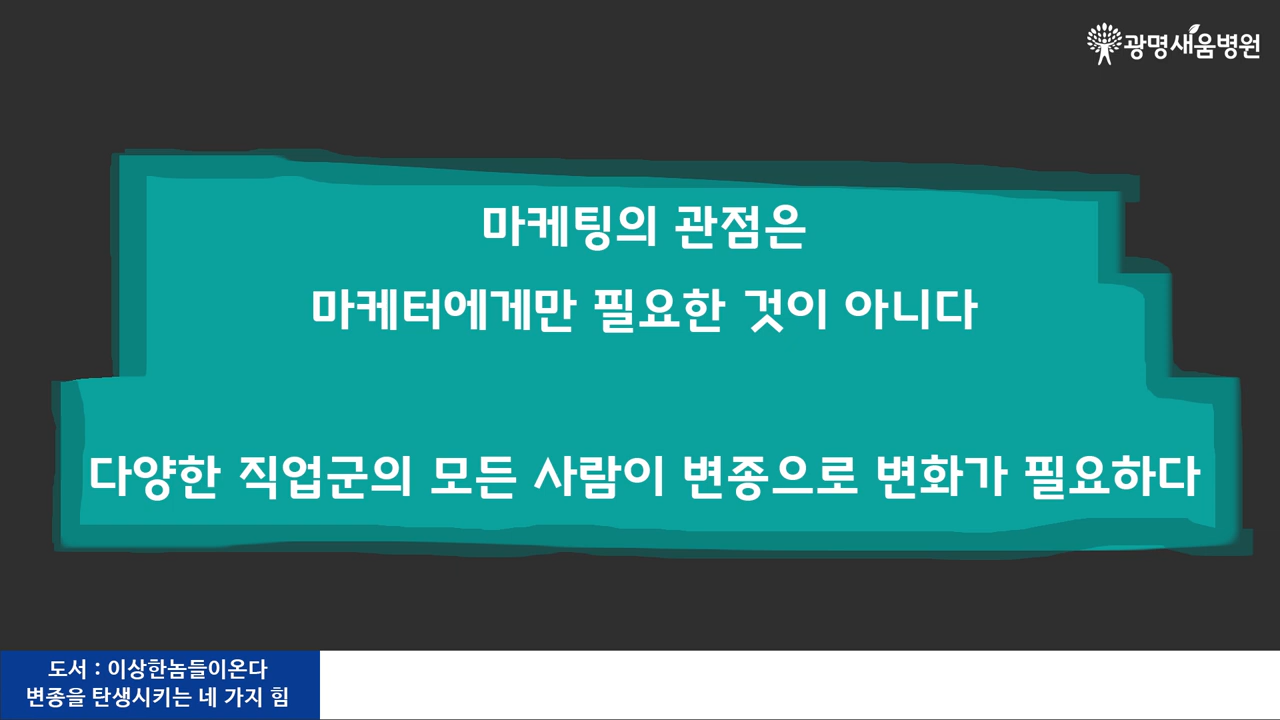 광명새움병원
마케팅의 관점은
마케터에게만 필요한 것이 아니다
다양한 직업군의 모든 사람이 변종으로 변화가 필요하다
도서 : 이상한놈들이온다
변종을 탄생시키는 네 가지 힘